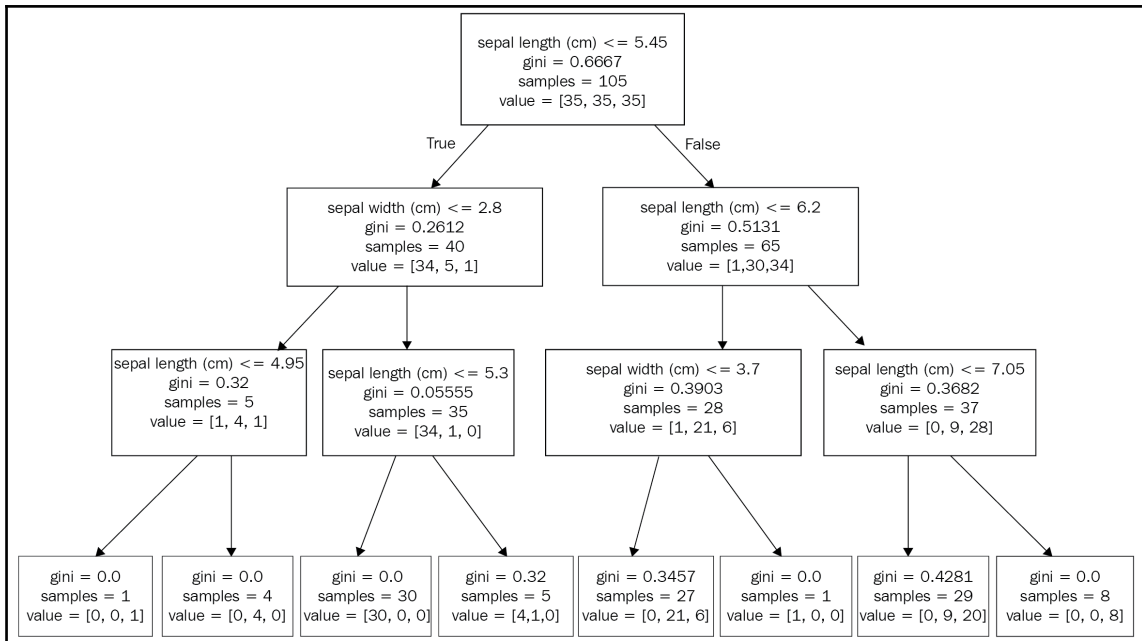 sepal length (cm) <= 5.45
gini = 0.6667
samples = 105
value = [35, 35, 35]
True
False
sepal width (cm) <= 2.8
gini = 0.2612
samples = 40
value = [34, 5, 1]
sepal length (cm) <= 6.2
gini = 0.5131
samples = 65
value = [1,30,34]
sepal length (cm) <= 4.95
gini = 0.32
samples = 5
value = [1, 4, 1]
sepal length (cm) <= 5.3
gini = 0.05555
samples = 35
value = [34, 1, 0]
sepal width (cm) <= 3.7
gini = 0.3903
samples = 28
value = [1, 21, 6]
sepal length (cm) <= 7.05
gini = 0.3682
samples = 37
value = [0, 9, 28]
gini = 0.0
samples = 1
value = [0, 0, 1]
gini = 0.0
samples = 4
value = [0, 4, 0]
gini = 0.0
samples = 30
value = [30, 0, 0]
gini = 0.32
samples = 5
value = [4,1,0]
gini = 0.3457
samples = 27
value = [0, 21, 6]
gini = 0.0
samples = 1
value = [1, 0, 0]
gini = 0.4281
samples = 29
value = [0, 9, 20]
gini = 0.0
samples = 8
value = [0, 0, 8]